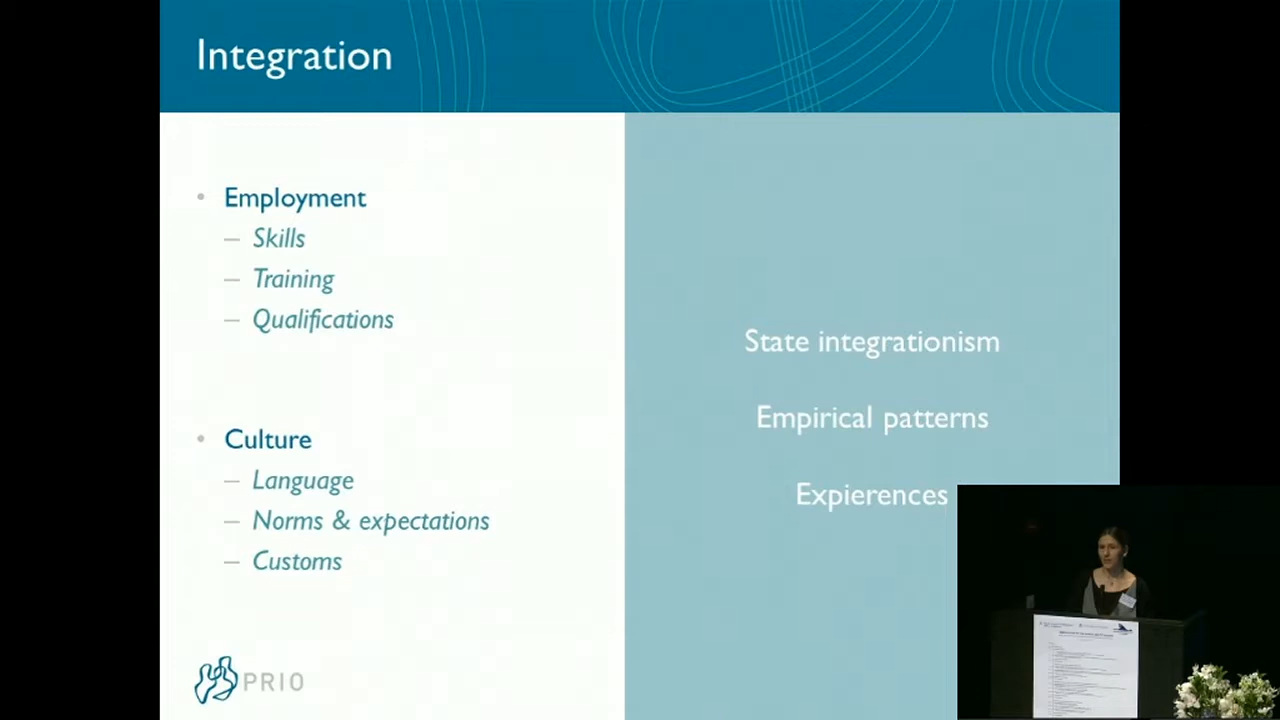 Integration
• Employment
– Skills
– Training
– Qualifications
• Culture
– Language
– Norms & expectations
– Customs
State integrationism
Empirical patterns
Expierences
PRIO